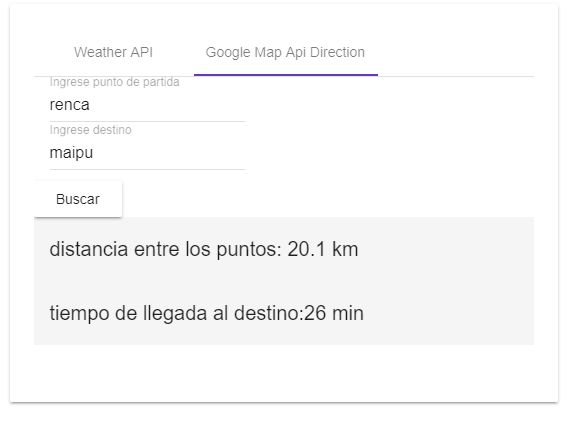 Weather API Google Map Api Direction
Ingrese punto de partida
renca
Ingrese destino
maipu
Buscar
distancia entre los puntos: 20.1 km
tiempo de llegada al destino:26 min